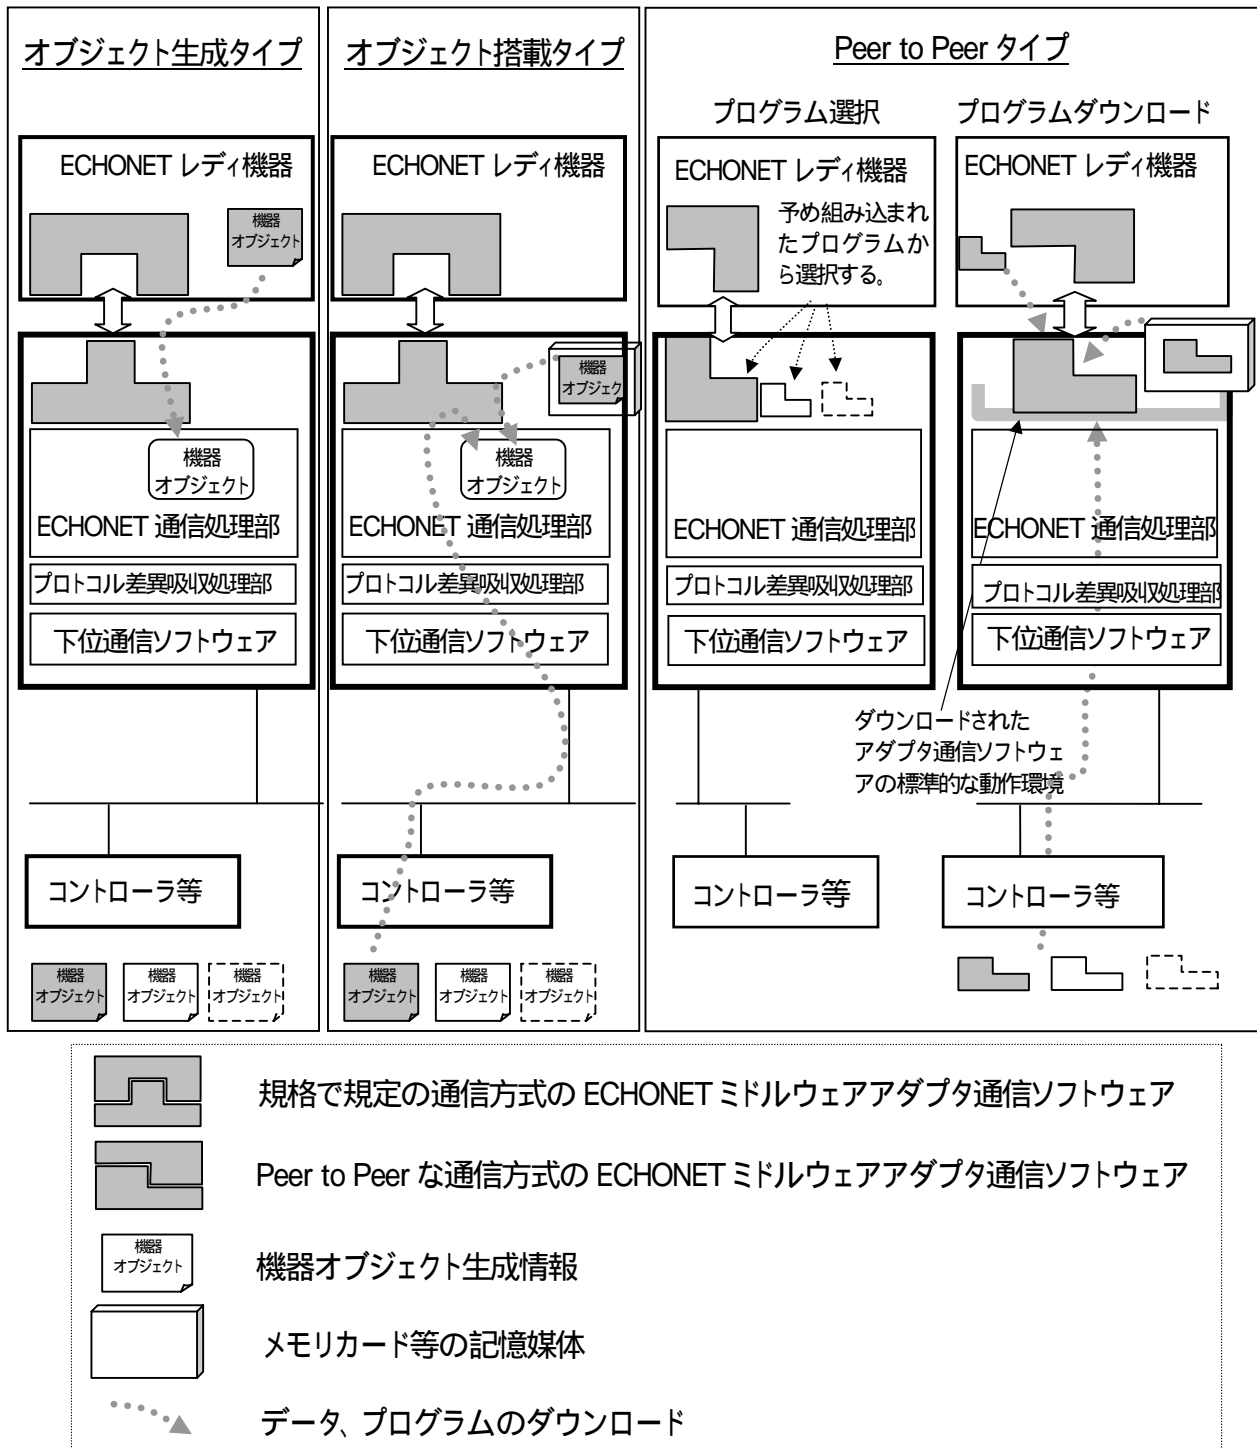 オブジェクト生成タイプ
ECHONET レディ機器
機器
オブジェクト
機器
オブジェクト
ECHONET 通信処理部
プロトコル差異吸収処理部
下位通信ソフトウェア
コントローラ等
機器
オブジェクト
機器
オブジェクト
機器
オブジェクト
オブジェクト搭載タイプ
ECHONET レディ機器
機器
オブジェク
機器
オブジェクト
ECHONET 通信処理部
プロトコル差異吸収処理部
下位通信ソフトウェア
コントローラ等
機器
オブジェクト
機器
オブジェクト
機器
オブジェクト
Peer to Peer タイプ
プログラム選択
ECHONET レディ機器
予め組み込まれ
たプログラムか
ら選択する。
ECHONET 通信処理部
プロトコル差異吸収処理部
下位通信ソフトウェア
コントローラ等
プログラムダウンロード
ECHONET レディ機器
ECHONET 通信処理部
プロトコル差異吸収処理部
下位通信ソフトウェア
ダウンロードされた
アダプタ通信ソフトウェ
アの標準的な動作環境
コントローラ等
規格で規定の通信方式の ECHONET ミドルウェアアダプタ通信ソフトウェア
Peer to Peer な通信方式の ECHONET ミドルウェアアダプタ通信ソフトウェア
機器
オブジェクト
機器オブジェクト生成情報
メモリカード等の記憶媒体
データ、プログラムのダウンロード